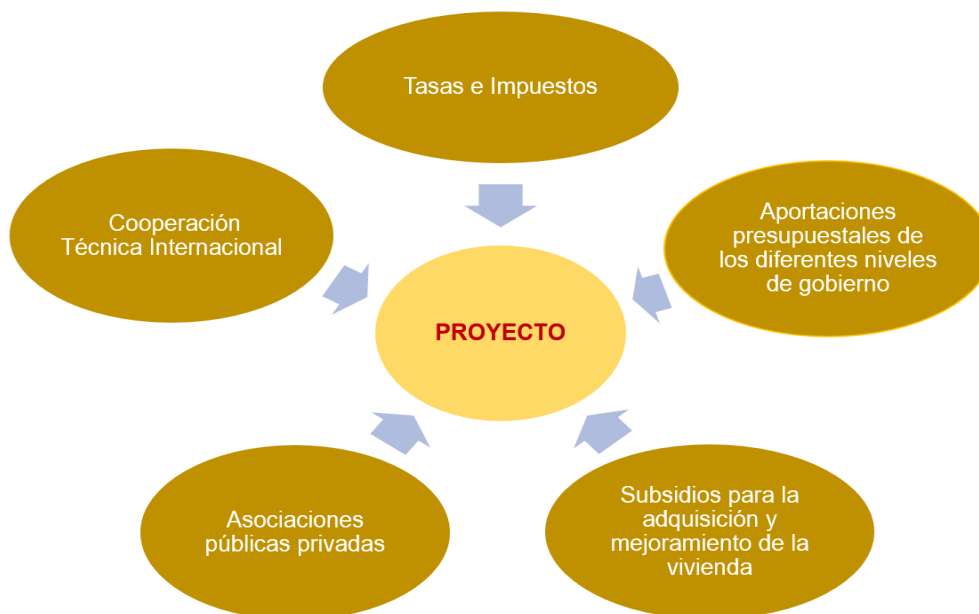 Tasas e Impuestos
Cooperación
Técnica Internacional
Aportaciones
presupuestales de
los diferentes niveles
de gobierno
PROYECTO
Asociaciones
públicas privadas
Subsidios para la
adquisición y
mejoramiento de la
vivienda